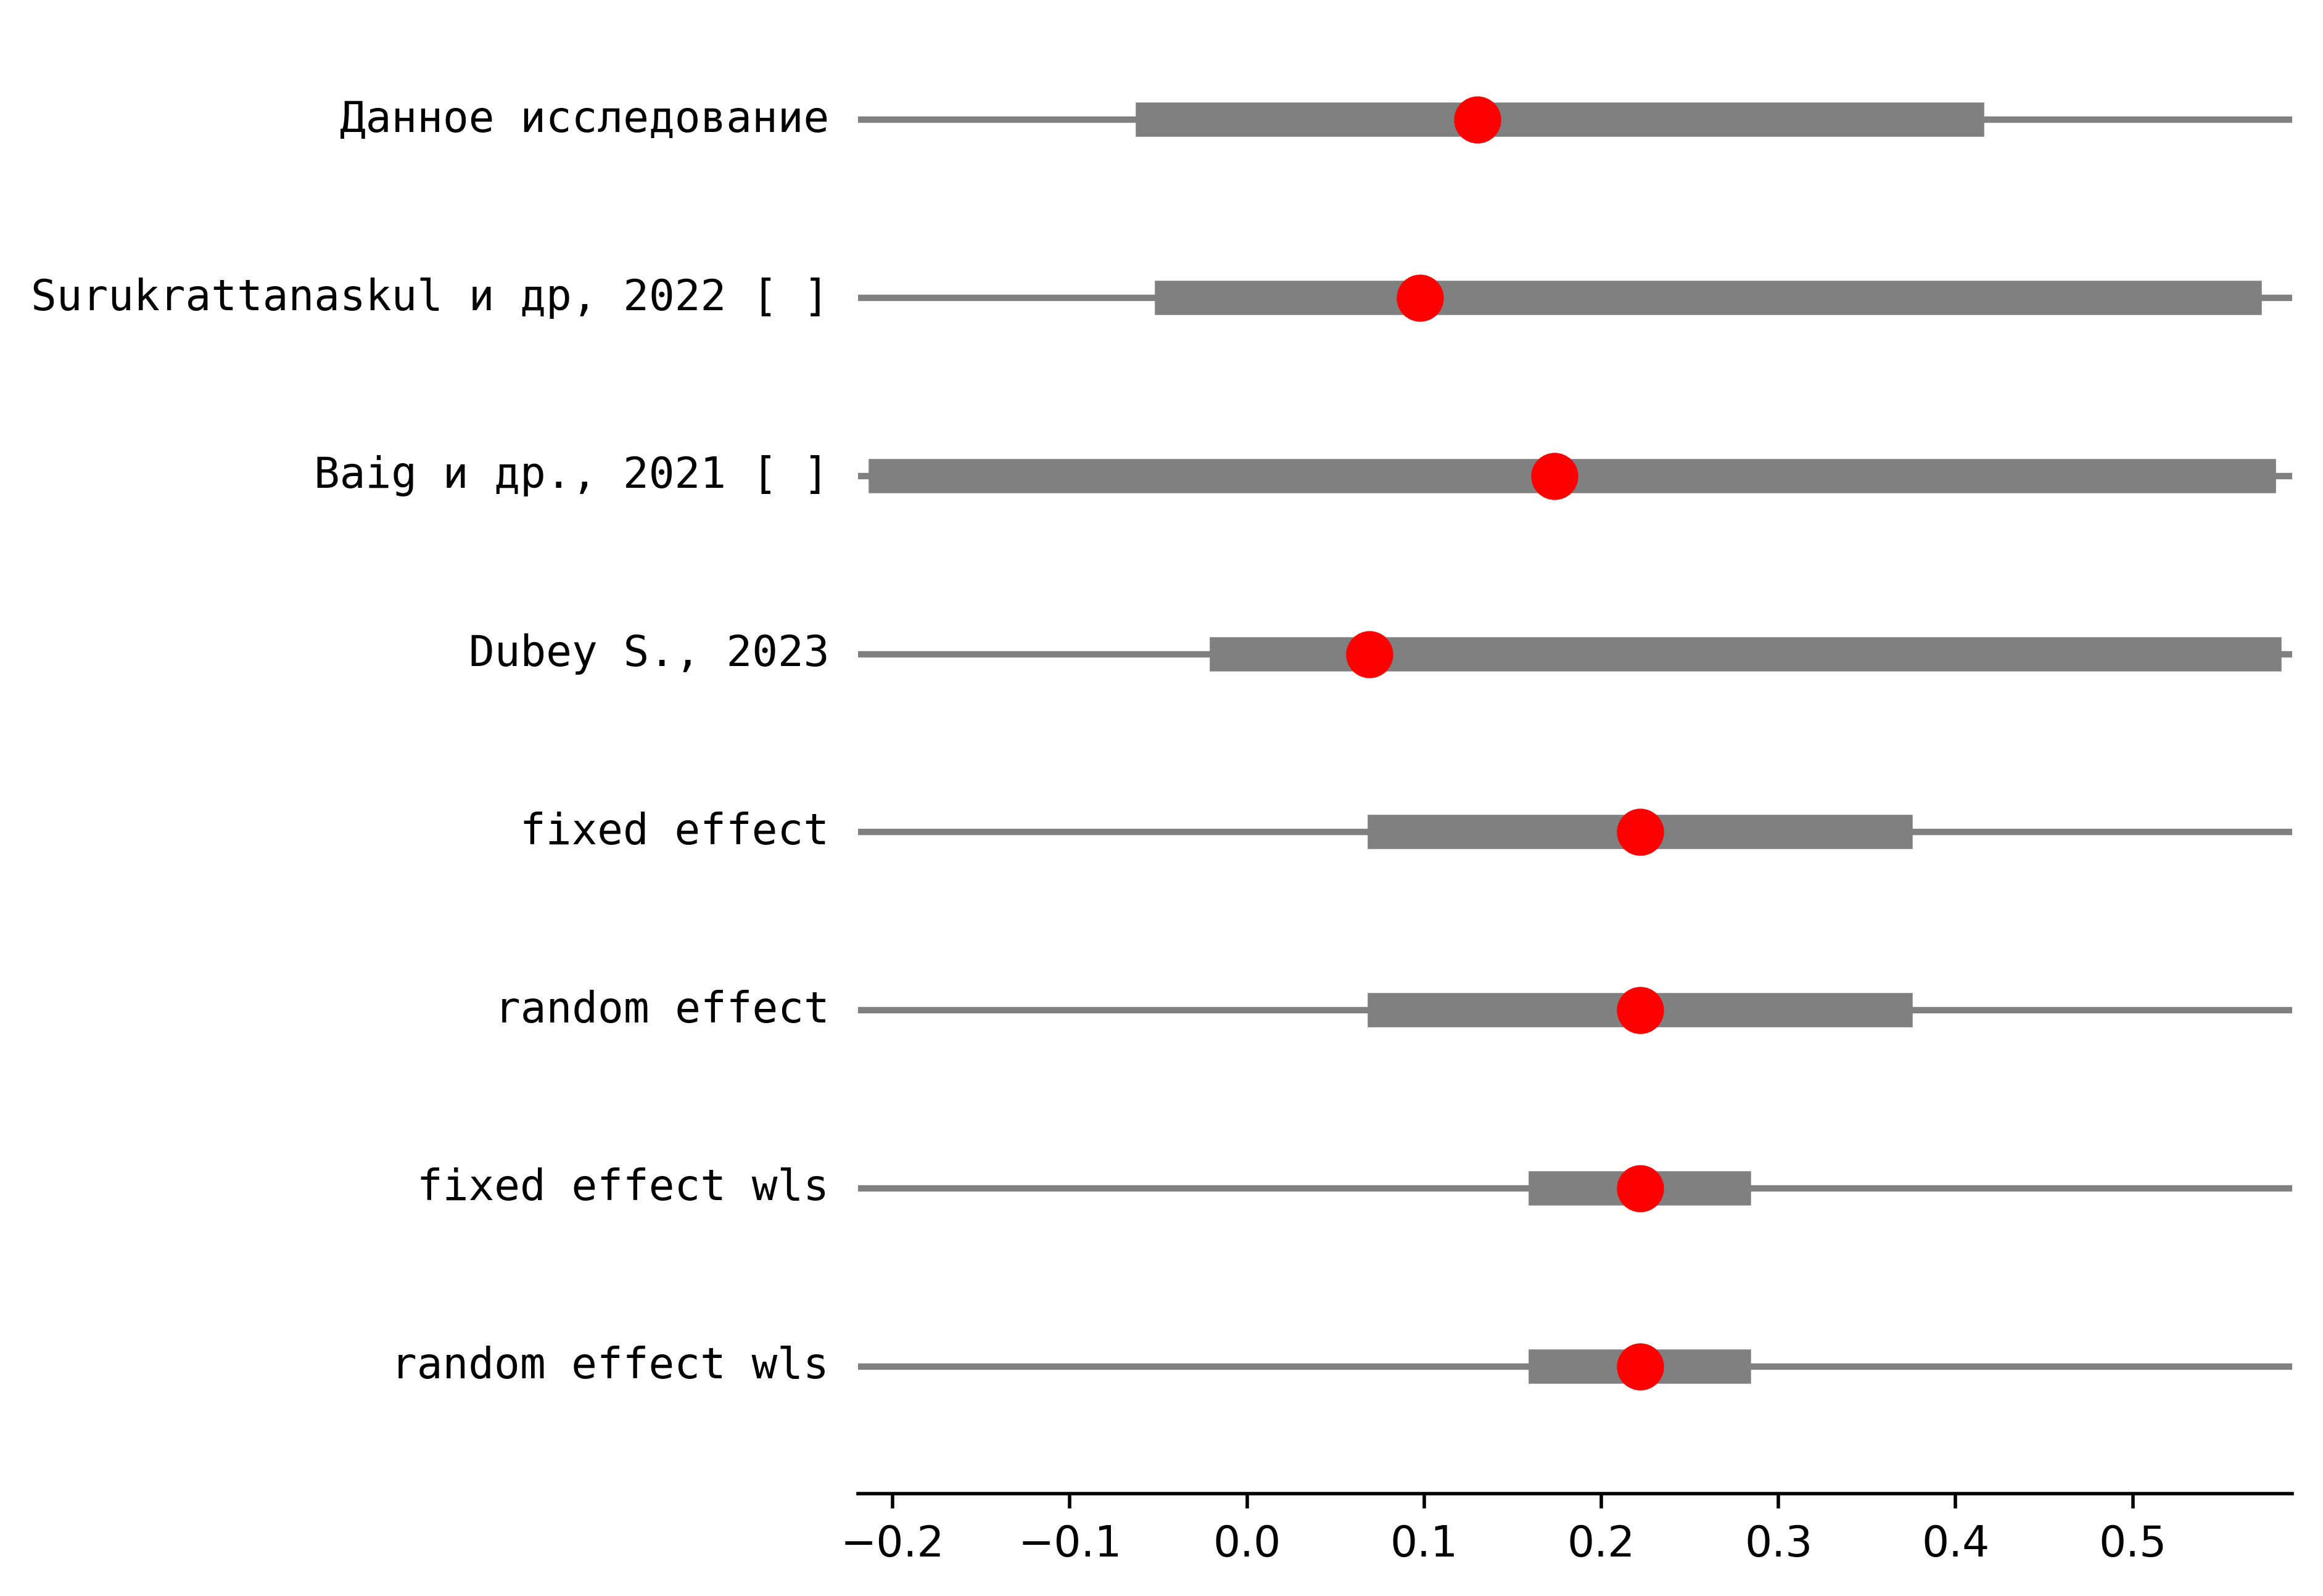 Данное исследование
Surukrattanaskul и др, 2022 [ ]
Baig и др., 2021 [ ]
Dubey S., 2023
fixed effect
random effect
fixed effect wls
random effect wls
−0.2 −0.1 0.0 0.1 0.2 0.3 0.4 0.5